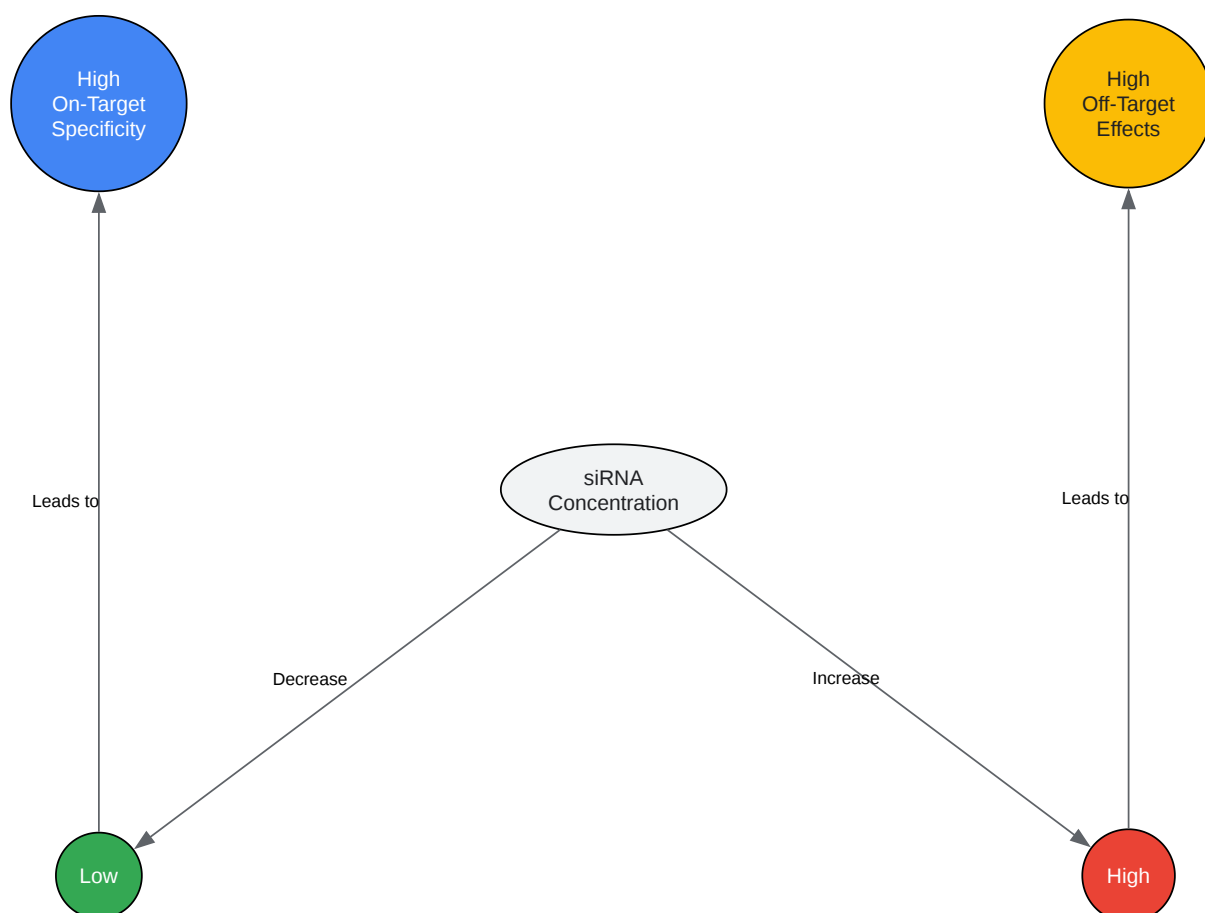 High
On-Target
Specificity
High
Off-Target
Effects
siRNA
Concentration
Leads to
Leads to
Decrease
Increase
Low
High